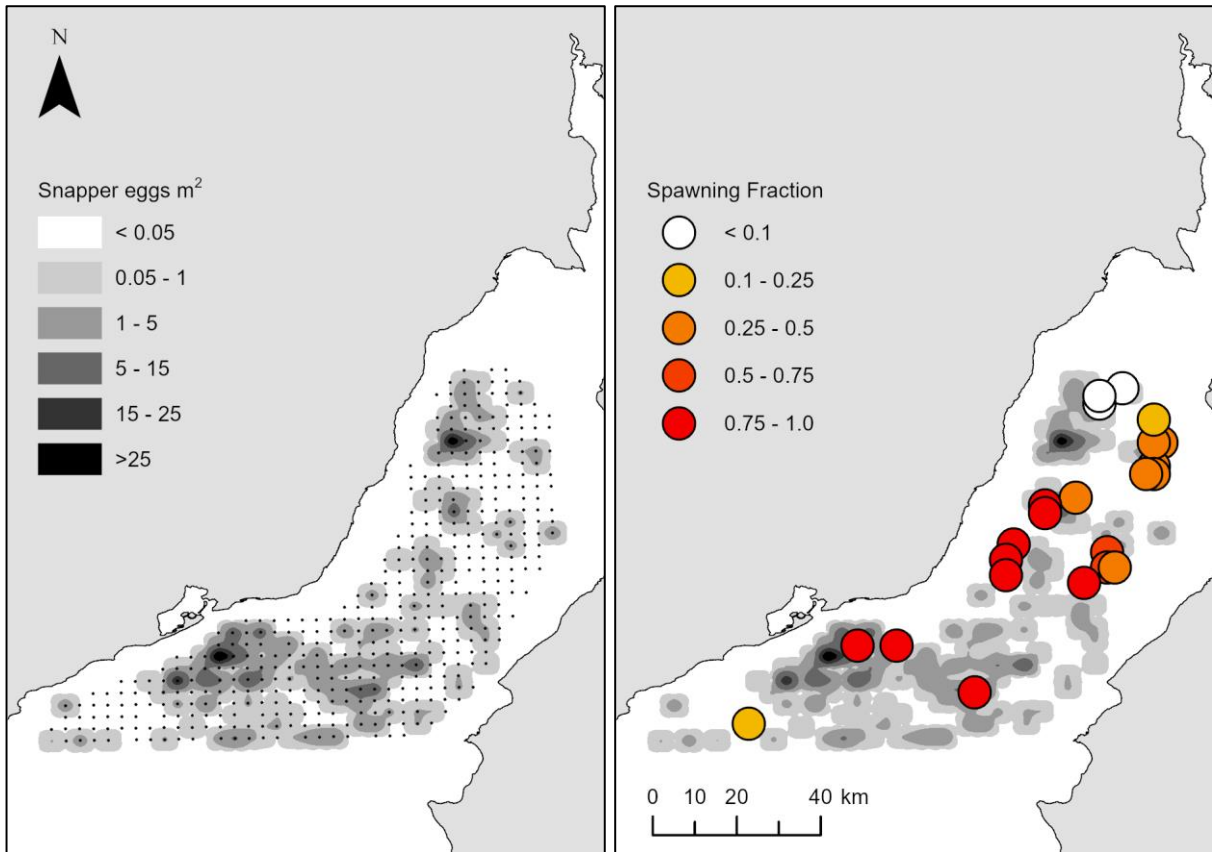 N
Snapper eggs m²
< 0.05
0.05 - 1
1 - 5
5 - 15
15 - 25
>25
Spawning Fraction
< 0.1
0.1 - 0.25
0.25 - 0.5
0.5 - 0.75
0.75 - 1.0
0 10 20 40 km